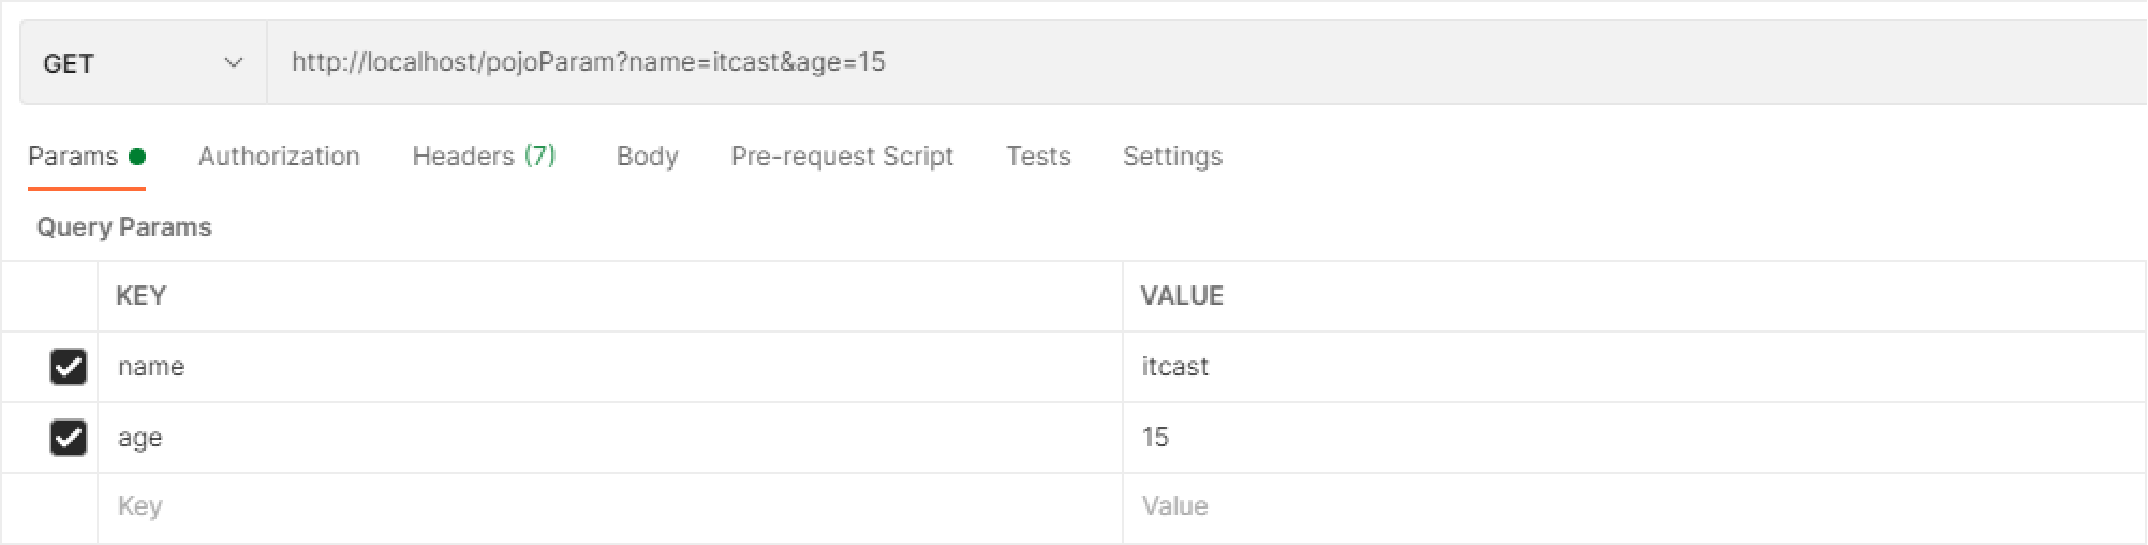 GET http://localhost/pojoParam?name=itcast&age=15
Params Authorization Headers (7) Body Pre-request Script Tests Settings
Query Params
KEY VALUE
name itcast
age 15
Key Value